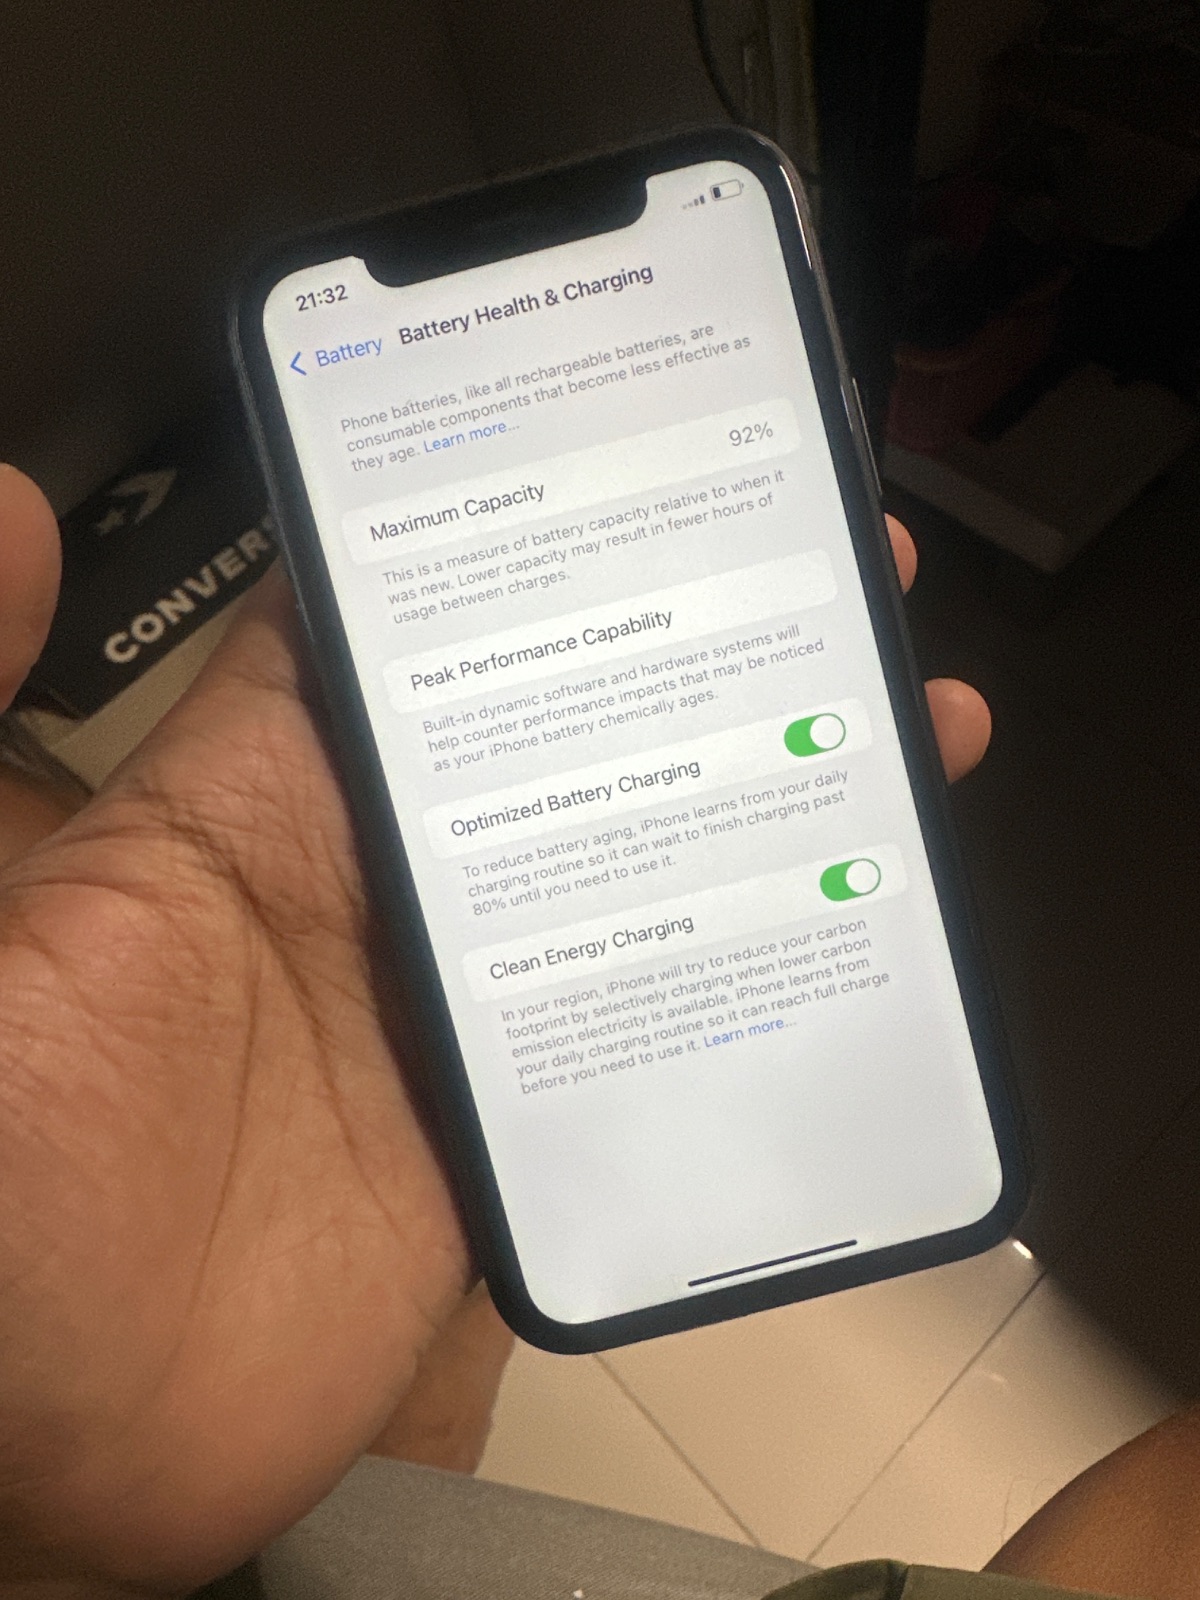 21:32
Battery
Battery Health & Charging
Phone batteries, like all rechargeable batteries, are
consumable components that become less effective as
they age. Learn more...
Maximum Capacity 92%
This is a measure of battery capacity relative to when it
was new. Lower capacity may result in fewer hours of
usage between charges.
Peak Performance Capability
Built-in dynamic software and hardware systems will
help counter performance impacts that may be noticed
as your iPhone battery chemically ages.
Optimized Battery Charging
To reduce battery aging, iPhone learns from your daily
charging routine so it can wait to finish charging past
80% until you need to use it.
Clean Energy Charging
In your region, iPhone will try to reduce your carbon
footprint by selectively charging when lower carbon
emission electricity is available. iPhone learns from
your daily charging routine so it can reach full charge
before you need to use it. Learn more...
CONVERS